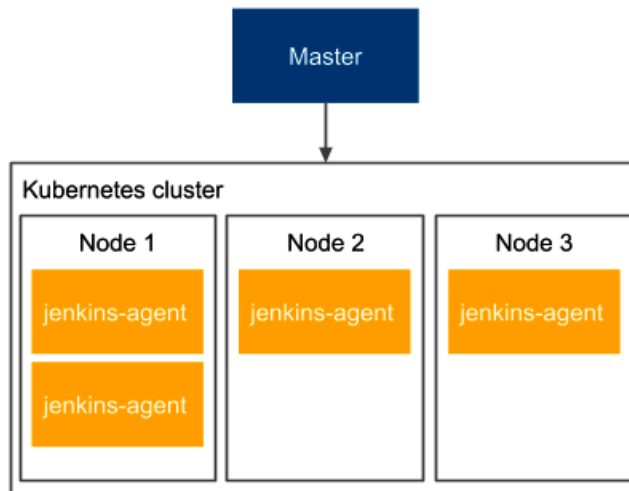 Master
Kubernetes cluster
Node 1
Node 2
Node 3
jenkins-agent
jenkins-agent
jenkins-agent
jenkins-agent